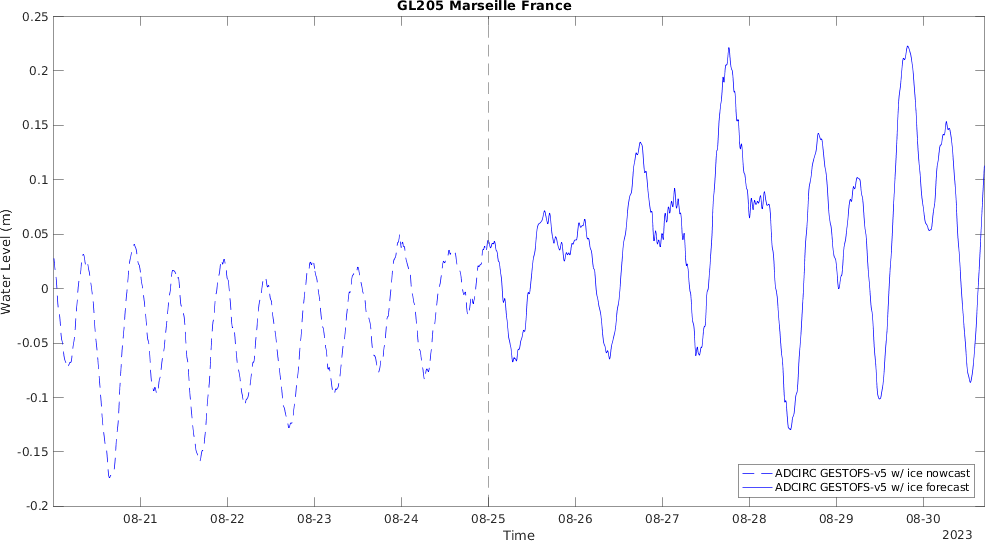 GL205 Marseille France
0.25
0.2
0.15
0.1
0.05
0
-0.05
-0.1
-0.15
-0.2
Water Level (m)
08-21 08-22 08-23 08-24 08-25 08-26 08-27 08-28 08-29 08-30
Time
2023
ADCIRC GESTOFS-v5 w/ ice nowcast
ADCIRC GESTOFS-v5 w/ ice forecast